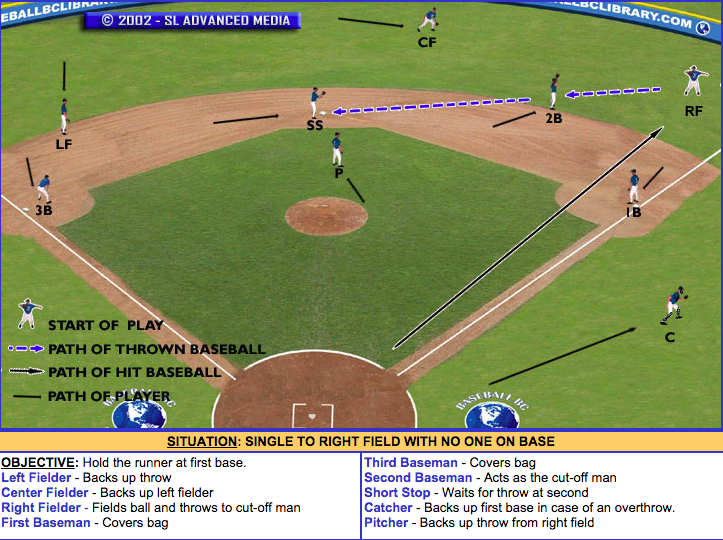 EBALLBCLIBRARY.
© 2002 - SL ADVANCED MEDIA
ALLBCLIBRARY.COM
CF
RF
2B
SS
LF
P
3B
1B
START OF PLAY
C
PATH OF THROWN BASEBALL
PATH OF HIT BASEBALL
PATH OF PLAYER
BASEBALL BC
BASEBALL BC
SITUATION: SINGLE TO RIGHT FIELD WITH NO ONE ON BASE
OBJECTIVE: Hold the runner at first base.
Left Fielder - Backs up throw
Center Fielder - Backs up left fielder
Right Fielder - Fields ball and throws to cut-off man
First Baseman - Covers bag
Third Baseman - Covers bag
Second Baseman - Acts as the cut-off man
Short Stop - Waits for throw at second
Catcher - Backs up first base in case of an overthrow.
Pitcher - Backs up throw from right field